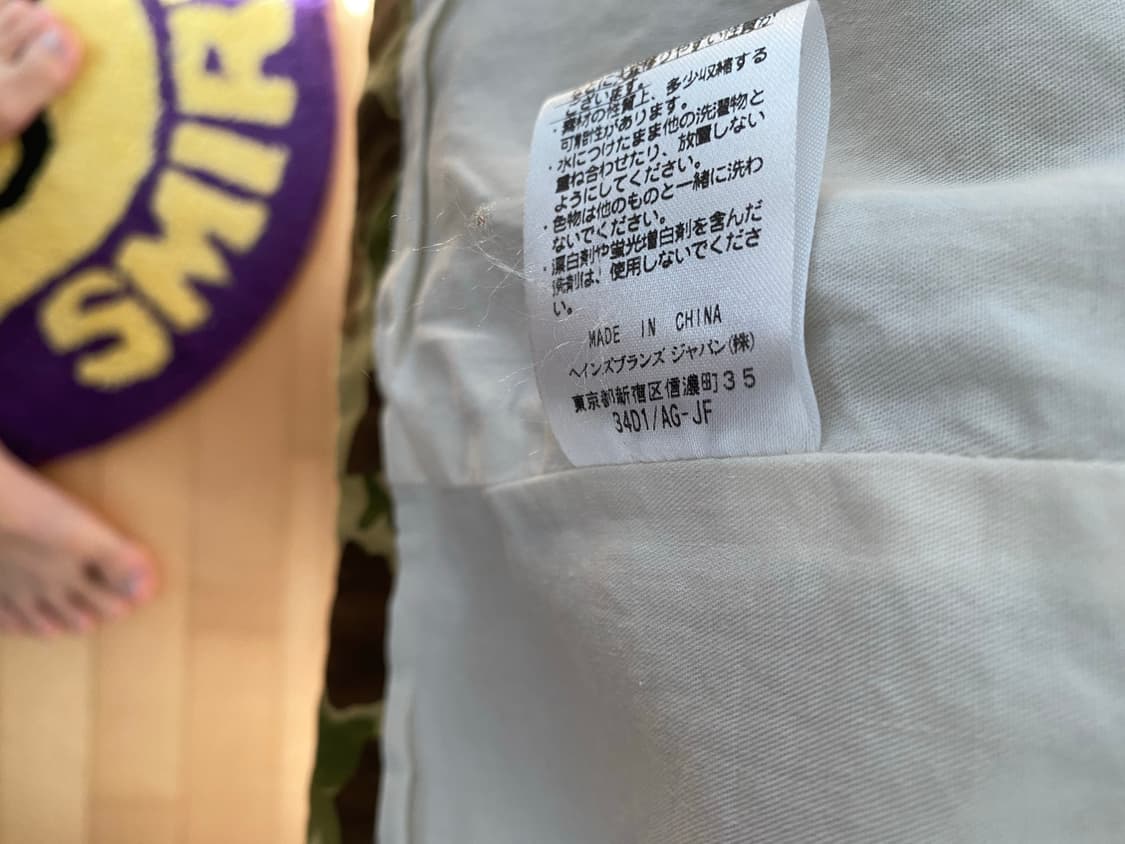 ございます。
・素材の性質上、多少収縮する
可能性があります。
・水につけたまま他の洗濯物と
重ね合わせたり、放置しない
ようにしてください。
・色物は他のものと一緒に洗わ
ないでください。
・漂白剤や蛍光増白剤を含んだ
洗剤は、使用しないでくださ
い。
MADE IN CHINA
ヘインズブランズ ジャパン(株)
東京都新宿区信濃町35
34D1/AG-JF
SMIR